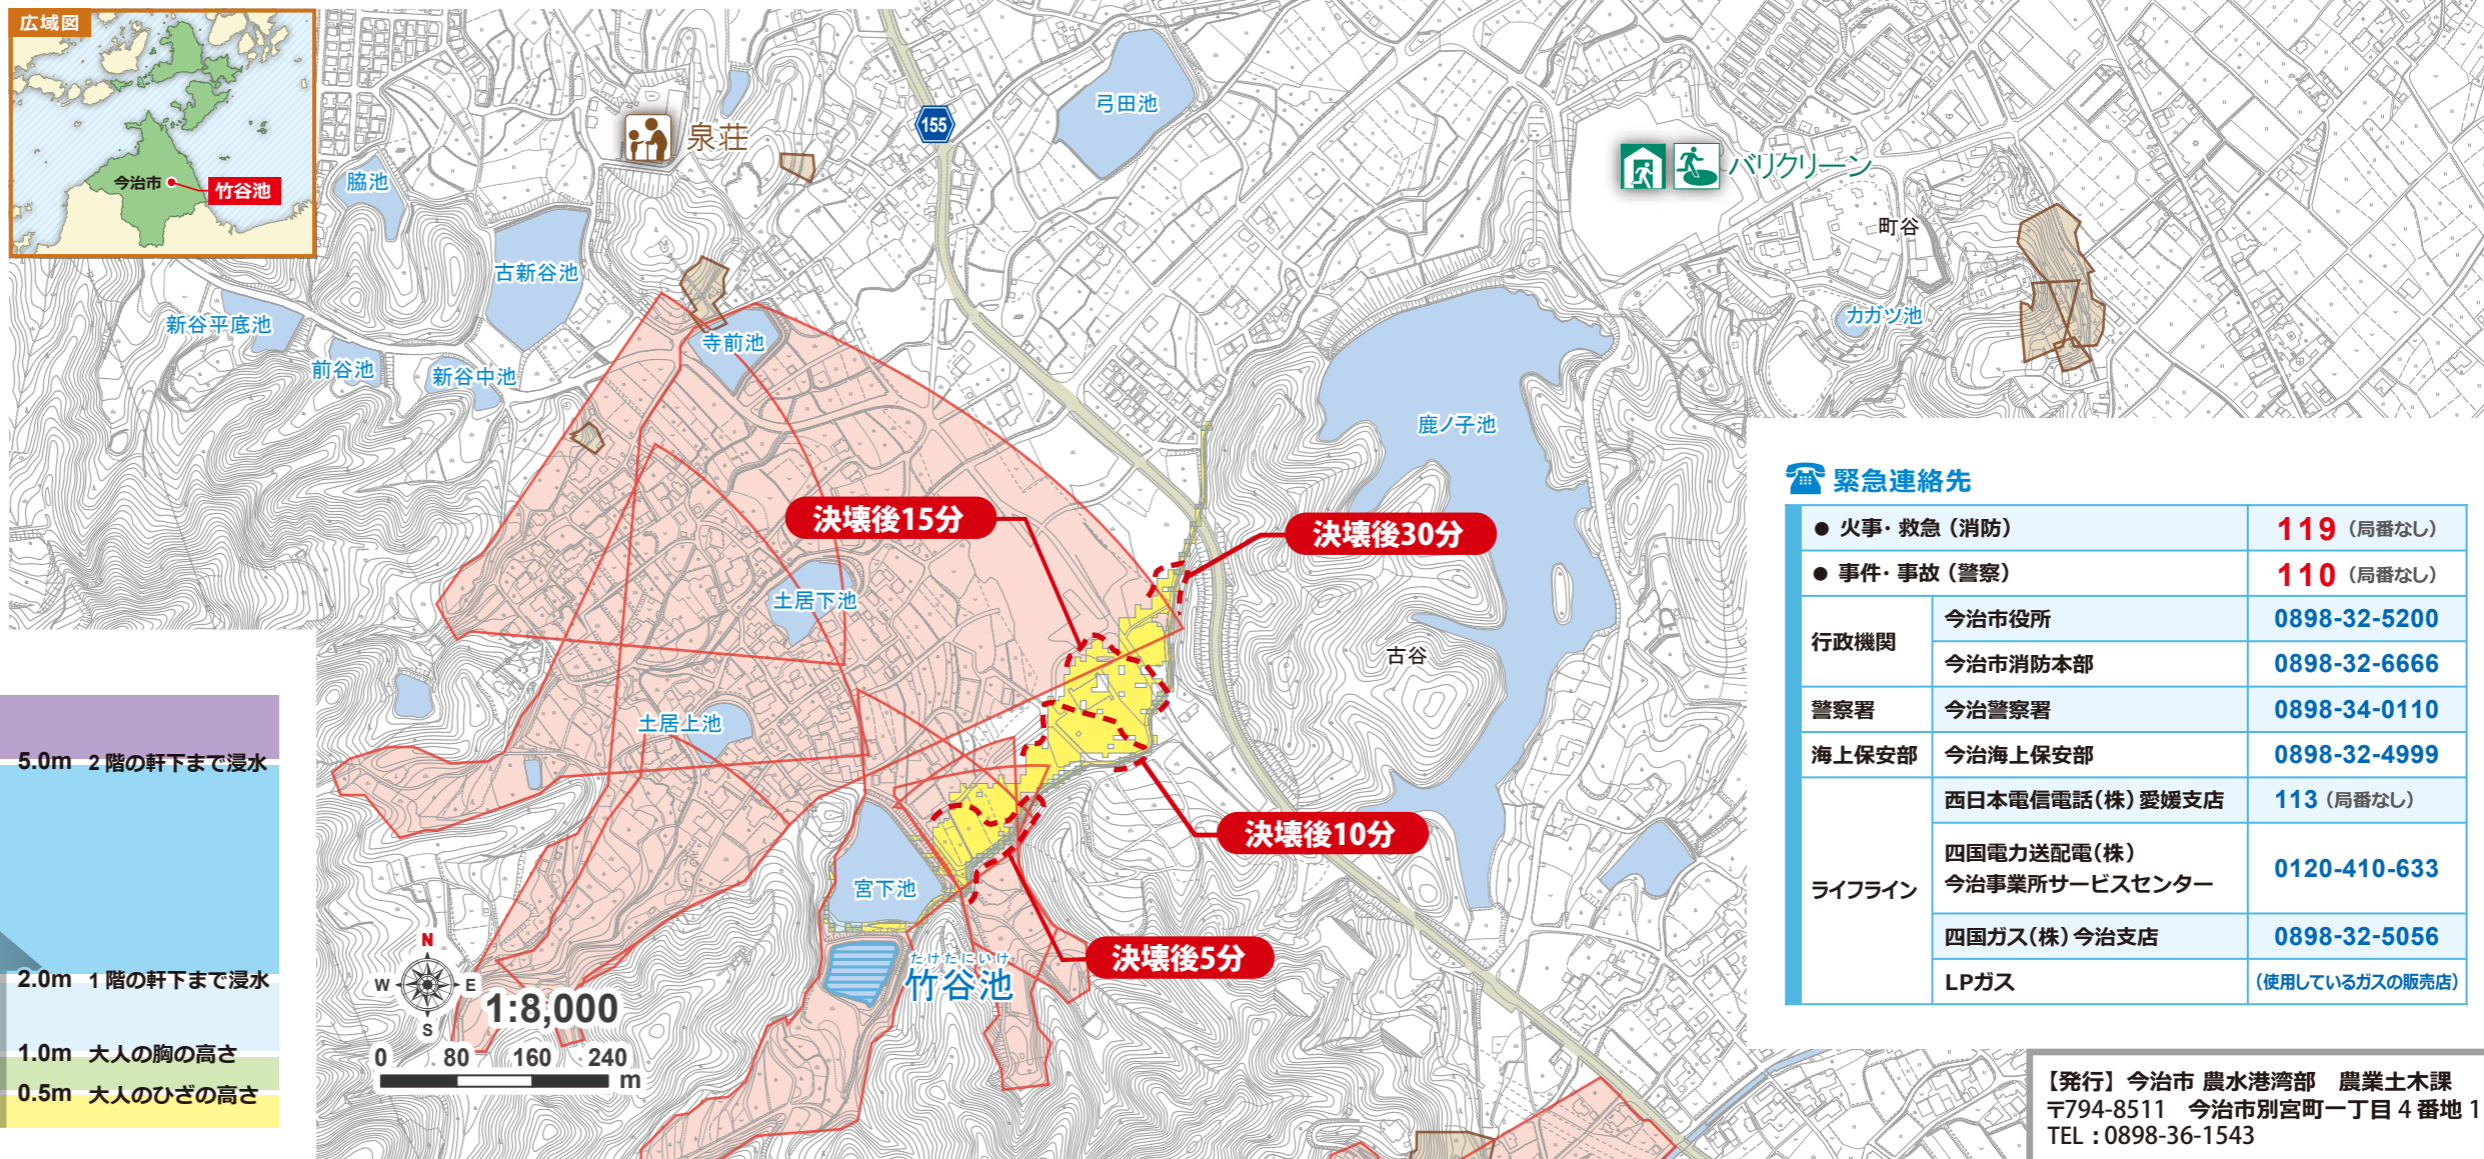 広域図
今治市
竹谷池
脇池
古新谷池
新谷平底池
前谷池
新谷中池
泉荘
155
弓田池
バリクリーン
町谷
カガツ池
寺前池
鹿ノ子池
決壊後15分
決壊後30分
土居下池
古谷
土居上池
決壊後10分
宮下池
決壊後5分
たけたにいけ
竹谷池
5.0m 2階の軒下まで浸水
2.0m 1階の軒下まで浸水
1.0m 大人の胸の高さ
0.5m 大人のひざの高さ
N
W E
S
1:8,000
0 80 160 240
m
緊急連絡先
● 火事・救急（消防） 119（局番なし）
● 事件・事故（警察） 110（局番なし）
行政機関
今治市役所 0898-32-5200
今治市消防本部 0898-32-6666
警察署 今治警察署 0898-34-0110
海上保安部 今治海上保安部 0898-32-4999
ライフライン
西日本電信電話（株）愛媛支店 113（局番なし）
四国電力送配電（株）
今治事業所サービスセンター 0120-410-633
四国ガス（株）今治支店 0898-32-5056
LPガス （使用しているガスの販売店）
【発行】今治市 農水港湾部　農業土木課
〒794-8511　今治市別宮町一丁目4番地1
TEL：0898-36-1543